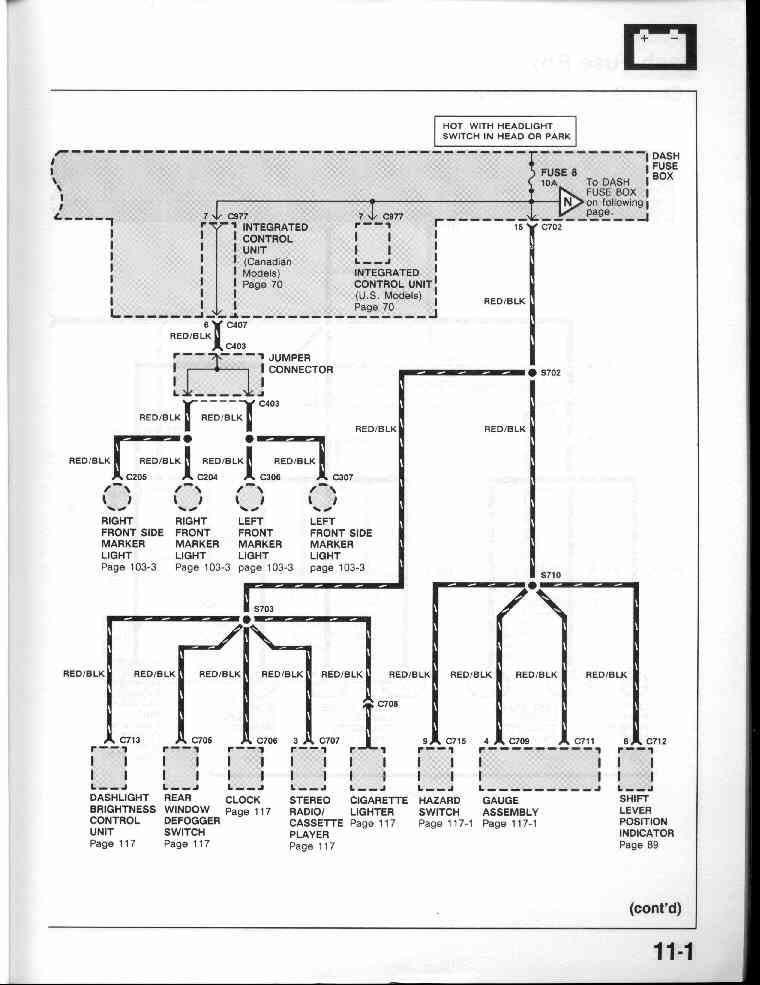 + −
HOT WITH HEADLIGHT
SWITCH IN HEAD OR PARK
DASH
FUSE
BOX
FUSE 8
10A
To DASH
FUSE BOX
on following
page.
N
7 C977
INTEGRATED
CONTROL
UNIT
(Canadian
Models)
Page 70
7 C977
INTEGRATED
CONTROL UNIT
(U.S. Models)
Page 70
15 C702
RED/BLK
6 C407
RED/BLK
C403
JUMPER
CONNECTOR
S702
C403
RED/BLK RED/BLK
RED/BLK
RED/BLK
RED/BLK RED/BLK RED/BLK RED/BLK
C205 C204 C306 C307
RIGHT
FRONT SIDE
MARKER
LIGHT
Page 103-3
RIGHT
FRONT
MARKER
LIGHT
Page 103-3
LEFT
FRONT
MARKER
LIGHT
page 103-3
LEFT
FRONT SIDE
MARKER
LIGHT
page 103-3
S710
S703
RED/BLK RED/BLK RED/BLK RED/BLK RED/BLK RED/BLK RED/BLK RED/BLK RED/BLK
C708
C713 C705 C706 3 C707 9 C715 4 C709 C711 6 C712
DASHLIGHT
BRIGHTNESS
CONTROL
UNIT
Page 117
REAR
WINDOW
DEFOGGER
SWITCH
Page 117
CLOCK
Page 117
STEREO
RADIO/
CASSETTE
PLAYER
Page 117
CIGARETTE
LIGHTER
Page 117
HAZARD
SWITCH
Page 117-1
GAUGE
ASSEMBLY
Page 117-1
SHIFT
LEVER
POSITION
INDICATOR
Page 89
(cont'd)
11-1